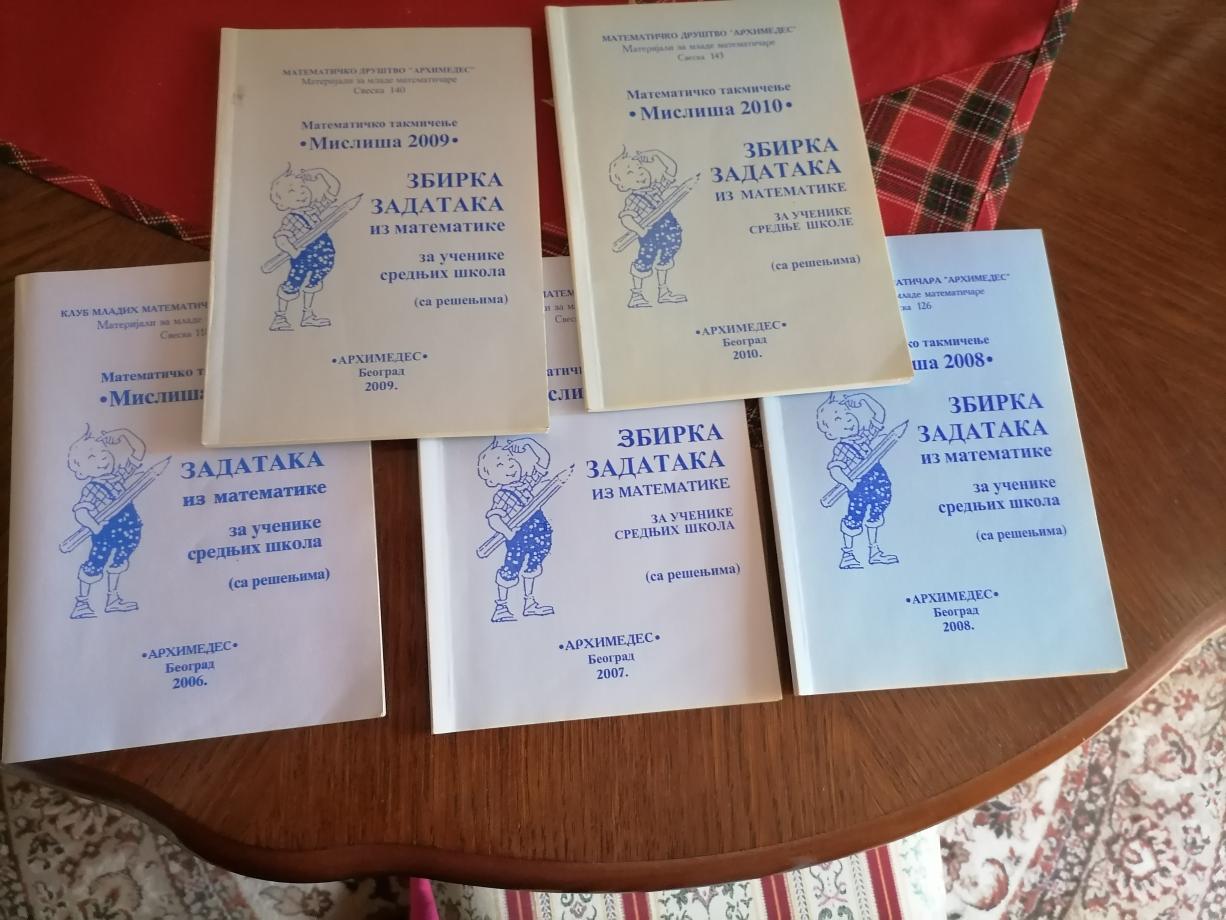 МАТЕМАТИЧКО ДРУШТВО "АРХИМЕДЕС"
Материјали за младе математичаре
Свеска 140
Математичко такмичење
•Мислиша 2009•
ЗБИРКА
ЗАДАТАКА
из математике
за ученике
средњих школа
(са решењима)
•АРХИМЕДЕС•
Београд
2009.
МАТЕМАТИЧКО ДРУШТВО "АРХИМЕДЕС"
Материјали за младе математичаре
Свеска 143
Математичко такмичење
•Мислиша 2010•
ЗБИРКА
ЗАДАТАКА
ИЗ МАТЕМАТИКЕ
ЗА УЧЕНИКЕ
СРЕДЊЕ ШКОЛЕ
(са решењима)
•АРХИМЕДЕС•
Београд
2010.
КЛУБ МЛАДИХ
Материјали за младе
Свеска
Математичко
•Мислиша
ЗАДАТАКА
из математике
за ученике
средњих школа
(са решењима)
•АРХИМЕДЕС•
Београд
2006.
ЗБИРКА
ЗАДАТАКА
ИЗ МАТЕМАТИКЕ
ЗА УЧЕНИКЕ
СРЕДЊИХ ШКОЛА
(са решењима)
•АРХИМЕДЕС•
Београд
2007.
"АРХИМЕДЕС"
младе математичаре
126
такмичење
2008•
ЗБИРКА
ЗАДАТАКА
из математике
за ученике
средњих школа
(са решењима)
•АРХИМЕДЕС•
Београд
2008.